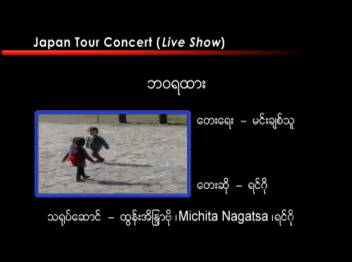 Japan Tour Concert (Live Show)
ဘဝရထား
တေးရေး – မင်းချစ်သူ
တေးဆို – ရင်ဂို
သရုပ်ဆောင် – ထွန်းအိန္ဒြာဗို ၊ Michita Nagatsa ၊ ရင်ဂို